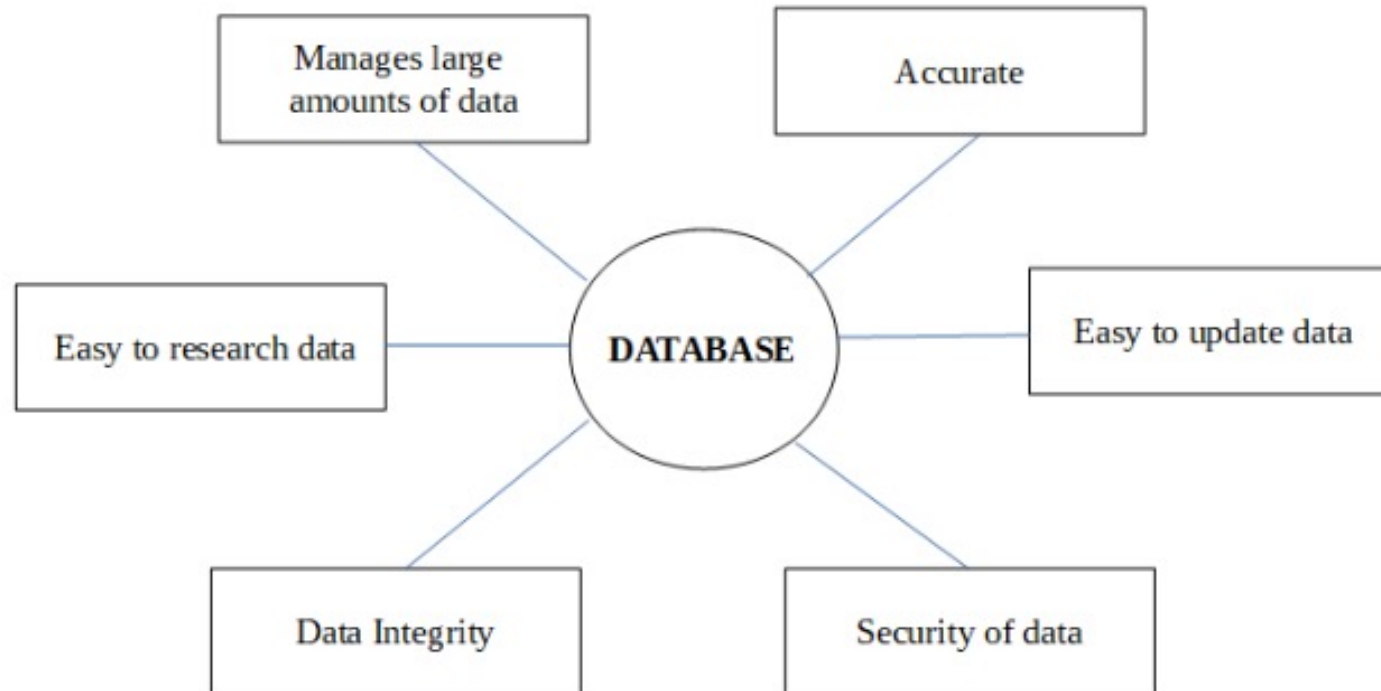 Manages large
amounts of data
Accurate
Easy to research data
DATABASE
Easy to update data
Data Integrity
Security of data